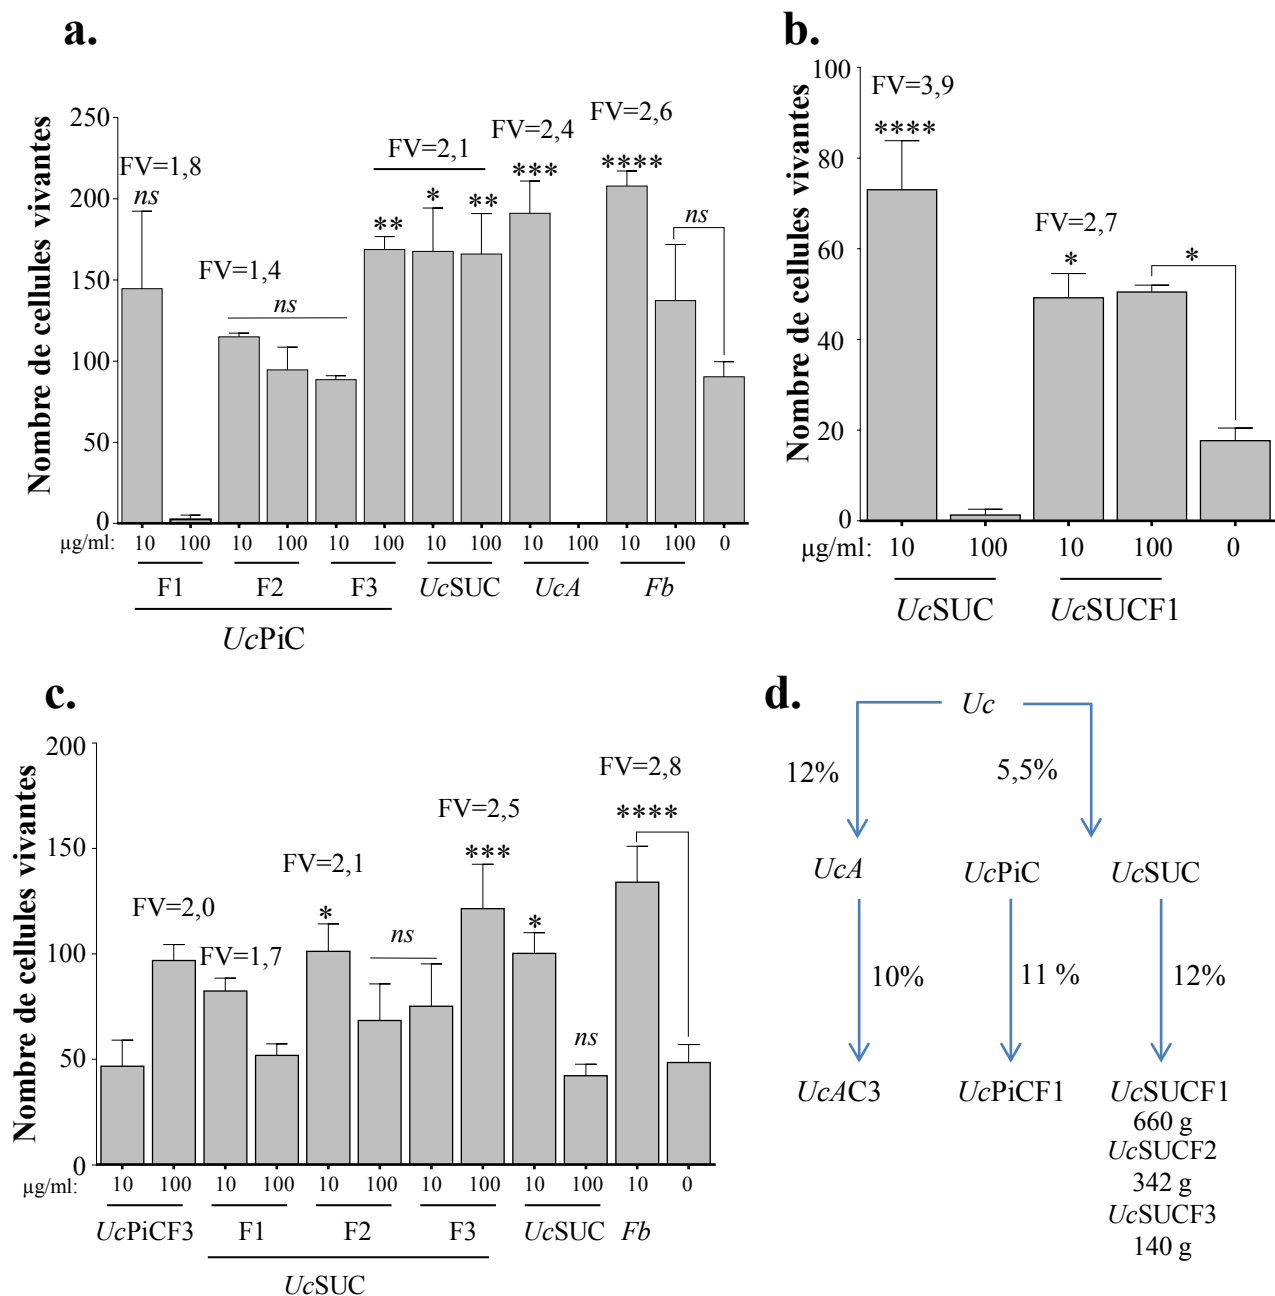 a.
Nombre de cellules vivantes
250
200
150
100
50
0
FV=1,8
ns
FV=1,4
ns
FV=2,1
**
*
**
FV=2,4
***
FV=2,6
****
ns
µg/ml: 10 100 10 100 10 100 10 100 10 100 10 100 0
F1 F2 F3 UcSUC UcA Fb
UcPiC
b.
Nombre de cellules vivantes
100
80
60
40
20
0
FV=3,9
****
FV=2,7
*
*
µg/ml: 10 100 10 100 0
UcSUC UcSUCF1
c.
Nombre de cellules vivantes
200
150
100
50
0
FV=2,0
FV=1,7
FV=2,1
*
ns
FV=2,5
***
*
ns
FV=2,8
****
µg/ml: 10 100 10 100 10 100 10 100 10 100 10 0
UcPiCF3 F1 F2 F3 UcSUC Fb
UcSUC
d.
Uc
12% 5,5%
UcA UcPiC UcSUC
10% 11 % 12%
UcAC3 UcPiCF1 UcSUCF1
660 g
UcSUCF2
342 g
UcSUCF3
140 g